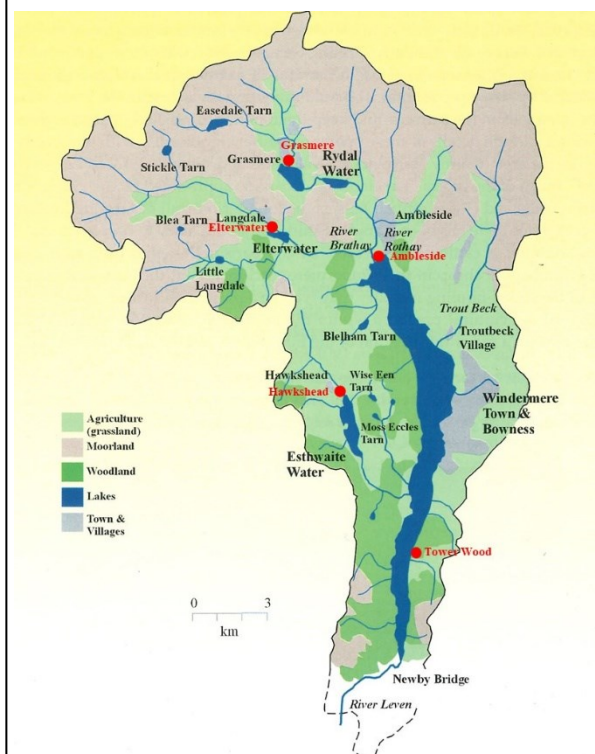 Easedale Tarn
Grasmere
Grasmere
Rydal
Water
Stickle Tarn
Blea Tarn
Langdale
Elterwater
Elterwater
River
Brathay
River
Rothay
Ambleside
Ambleside
Little
Langdale
Trout Beck
Blelham Tarn
Troutbeck
Village
Hawkshead
Hawkshead
Wise Een
Tarn
Windermere
Town &
Bowness
Moss Eccles
Tarn
Esthwaite
Water
Agriculture
(grassland)
Moorland
Woodland
Lakes
Town &
Villages
Tower Wood
0 3
km
Newby Bridge
River Leven